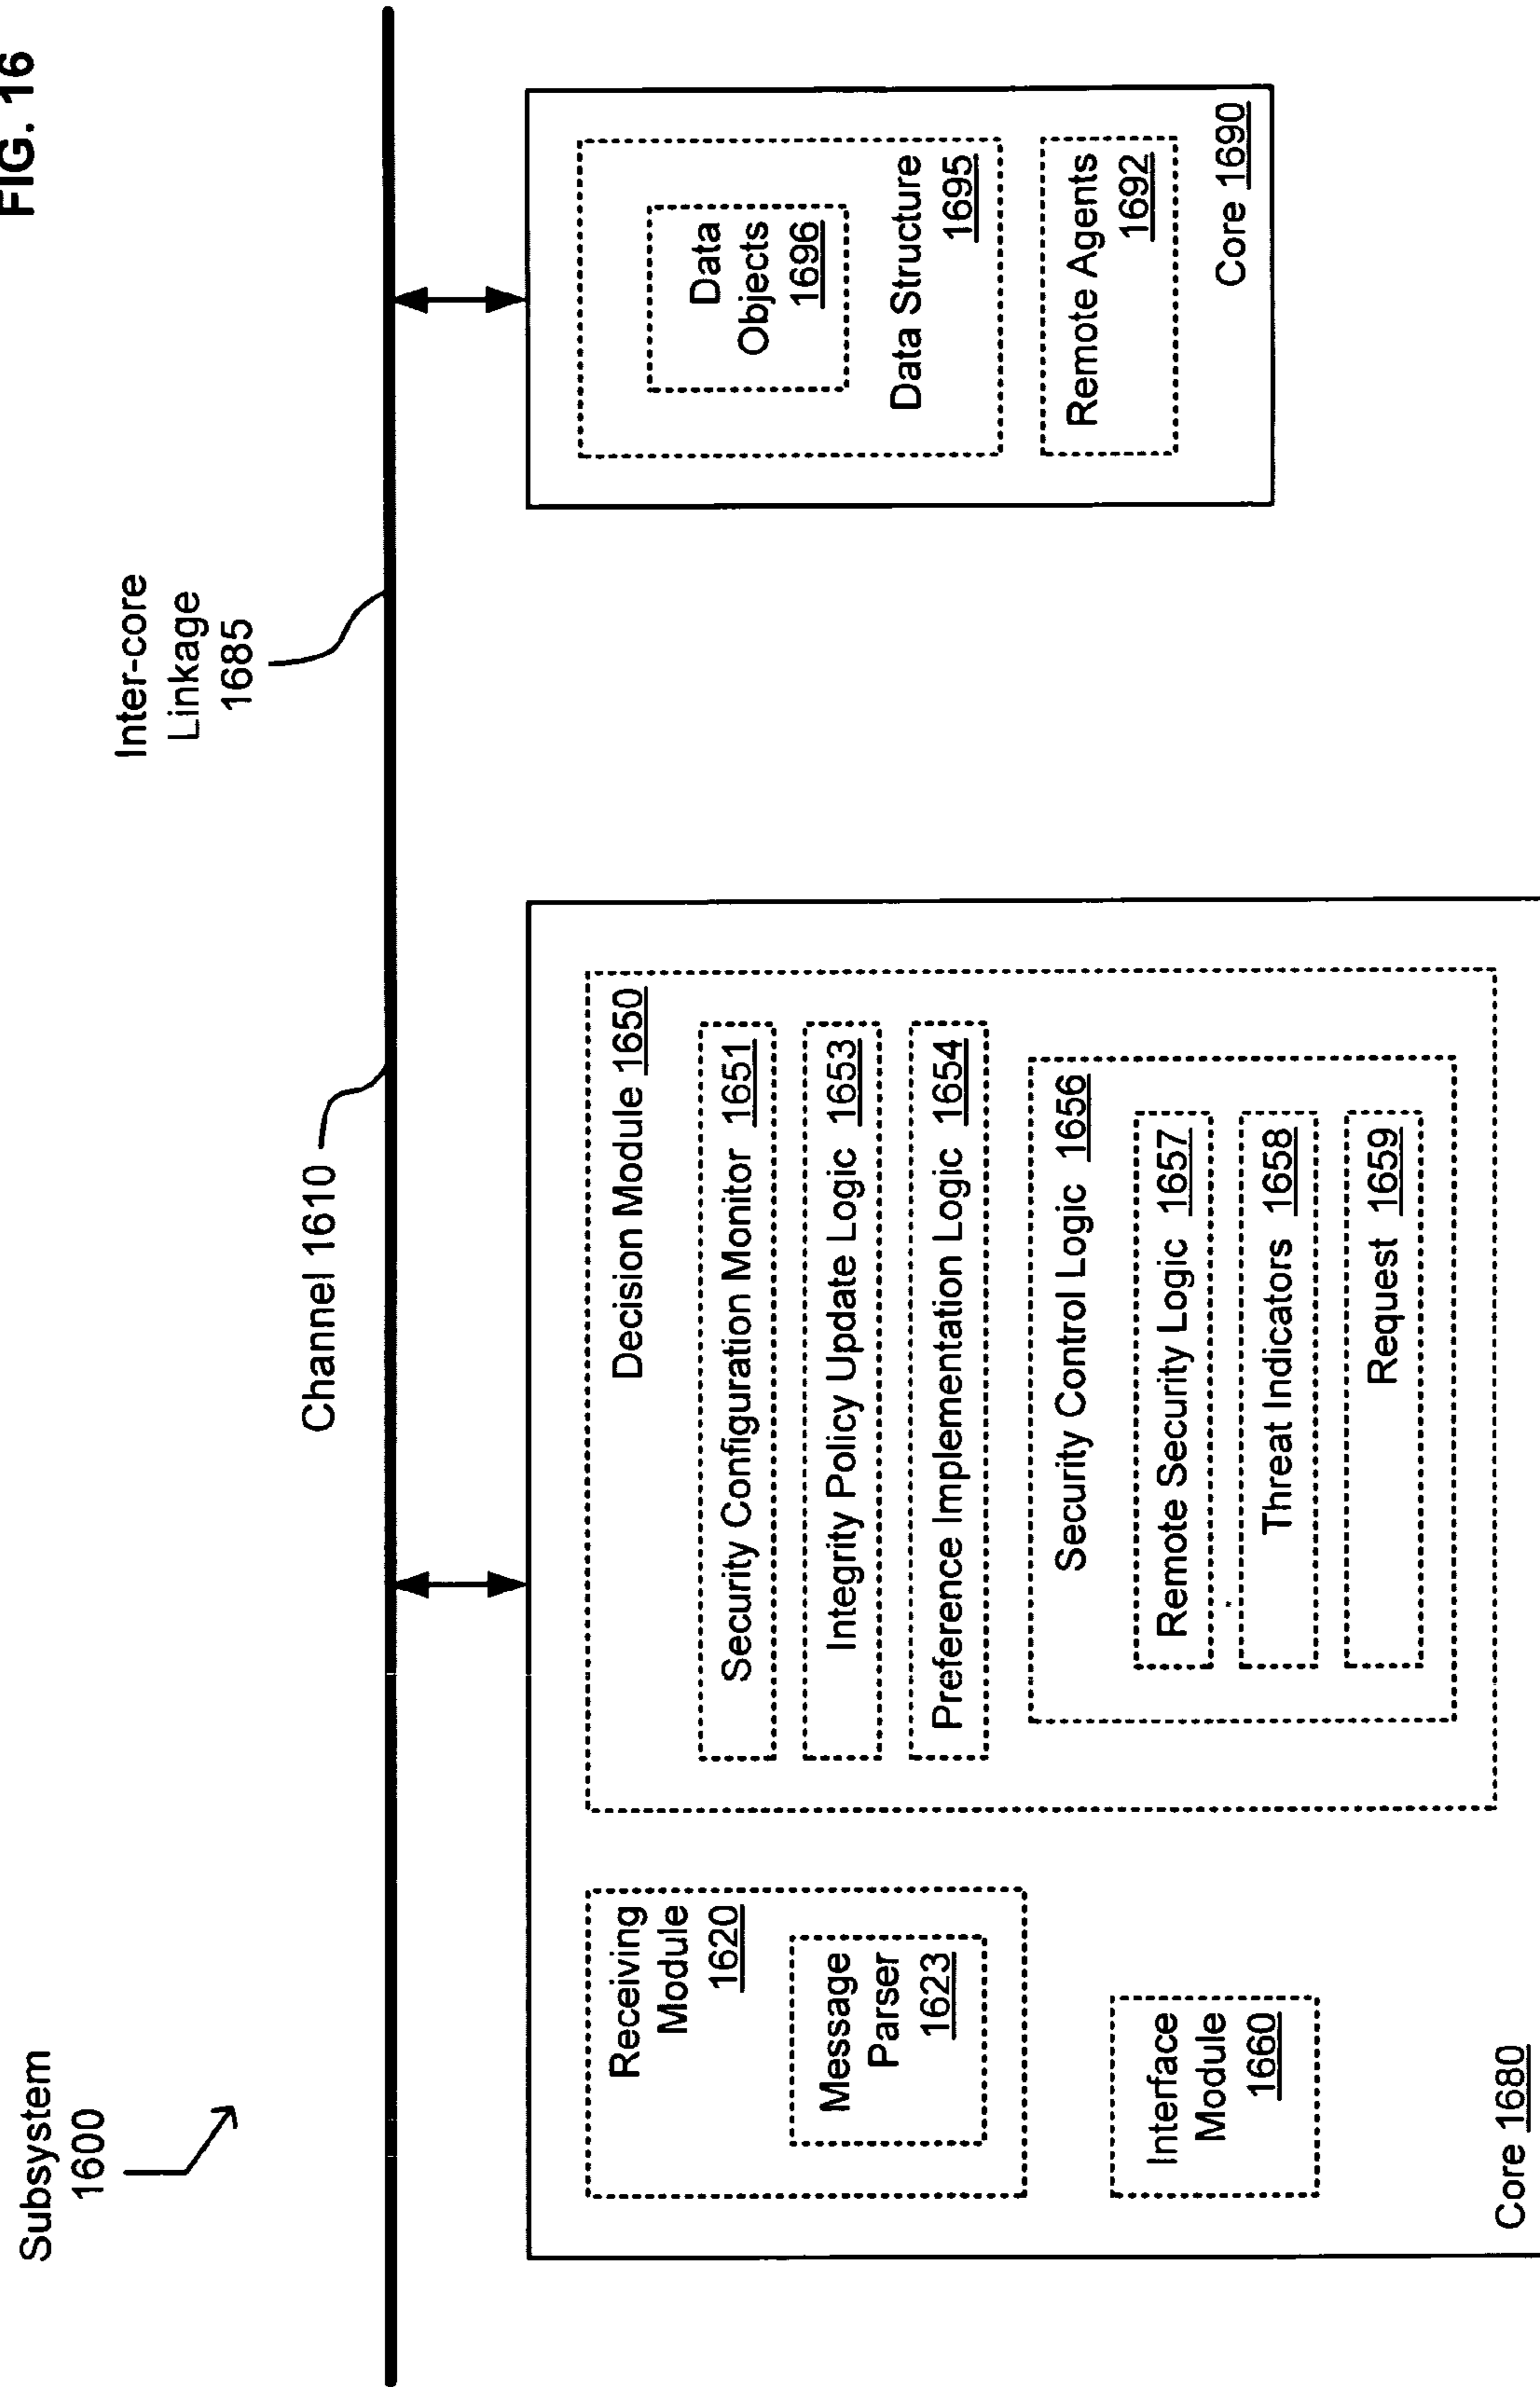 FIG. 16
Subsystem
1600
Inter-core
Linkage
1685
Channel 1610
Receiving
Module
1620
Message
Parser
1623
Interface
Module
1660
Core 1680
Decision Module 1650
Security Configuration Monitor 1651
Integrity Policy Update Logic 1653
Preference Implementation Logic 1654
Security Control Logic 1656
Remote Security Logic 1657
Threat Indicators 1658
Request 1659
Data
Objects
1696
Data Structure
1695
Remote Agents
1692
Core 1690